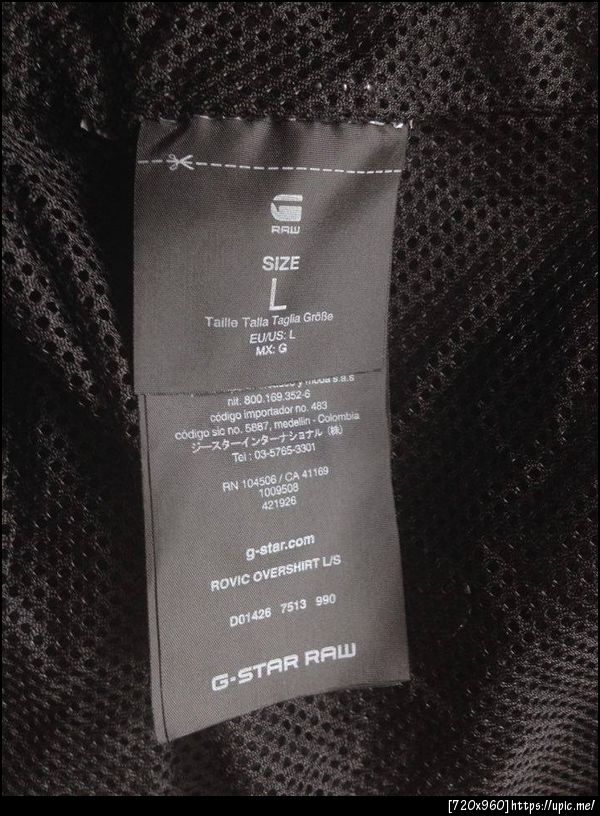 G
RAW
SIZE
L
Taille Talla Taglia Größe
EU/US: L
MX: G
y moda s.a.s
nit. 800.169.352-6
código importador no. 483
código sic no. 5887, medellin - Colombia
ジースターインターナショナル（株）
Tel : 03-5765-3301
RN 104506 / CA 41169
1009508
421926
g-star.com
ROVIC OVERSHIRT L/S
D01426 7513 990
G-STAR RAW
[720x960]https://upic.me/